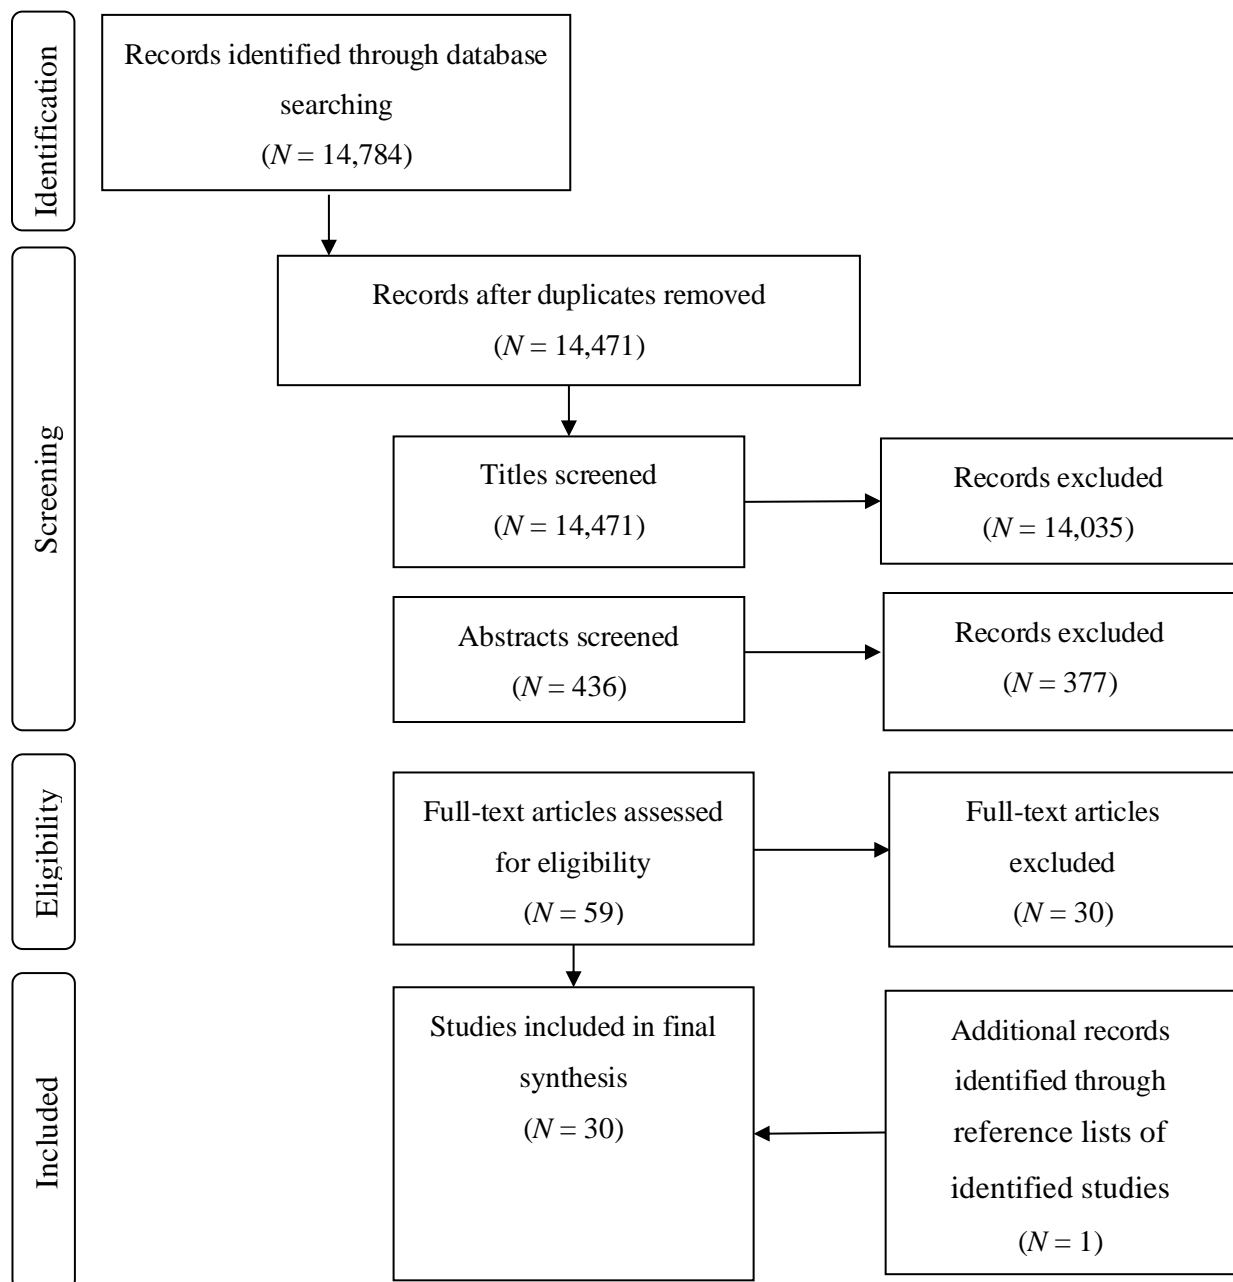 Identification
Records identified through database
searching
(N = 14,784)
Screening
Records after duplicates removed
(N = 14,471)
Titles screened
(N = 14,471)
Records excluded
(N = 14,035)
Abstracts screened
(N = 436)
Records excluded
(N = 377)
Eligibility
Full-text articles assessed
for eligibility
(N = 59)
Full-text articles
excluded
(N = 30)
Included
Studies included in final
synthesis
(N = 30)
Additional records
identified through
reference lists of
identified studies
(N = 1)